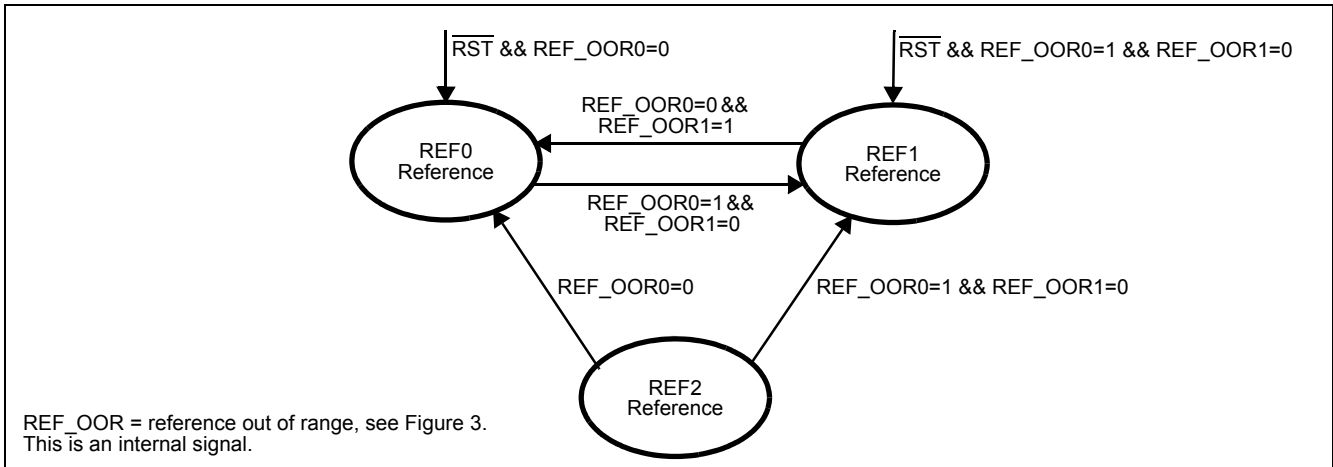 RST && REF_OOR0=0
RST && REF_OOR0=1 && REF_OOR1=0
REF_OOR0=0 &&
REF_OOR1=1
REF0
Reference
REF1
Reference
REF_OOR0=1 &&
REF_OOR1=0
REF_OOR0=0
REF_OOR0=1 && REF_OOR1=0
REF2
Reference
REF_OOR = reference out of range, see Figure 3.
This is an internal signal.